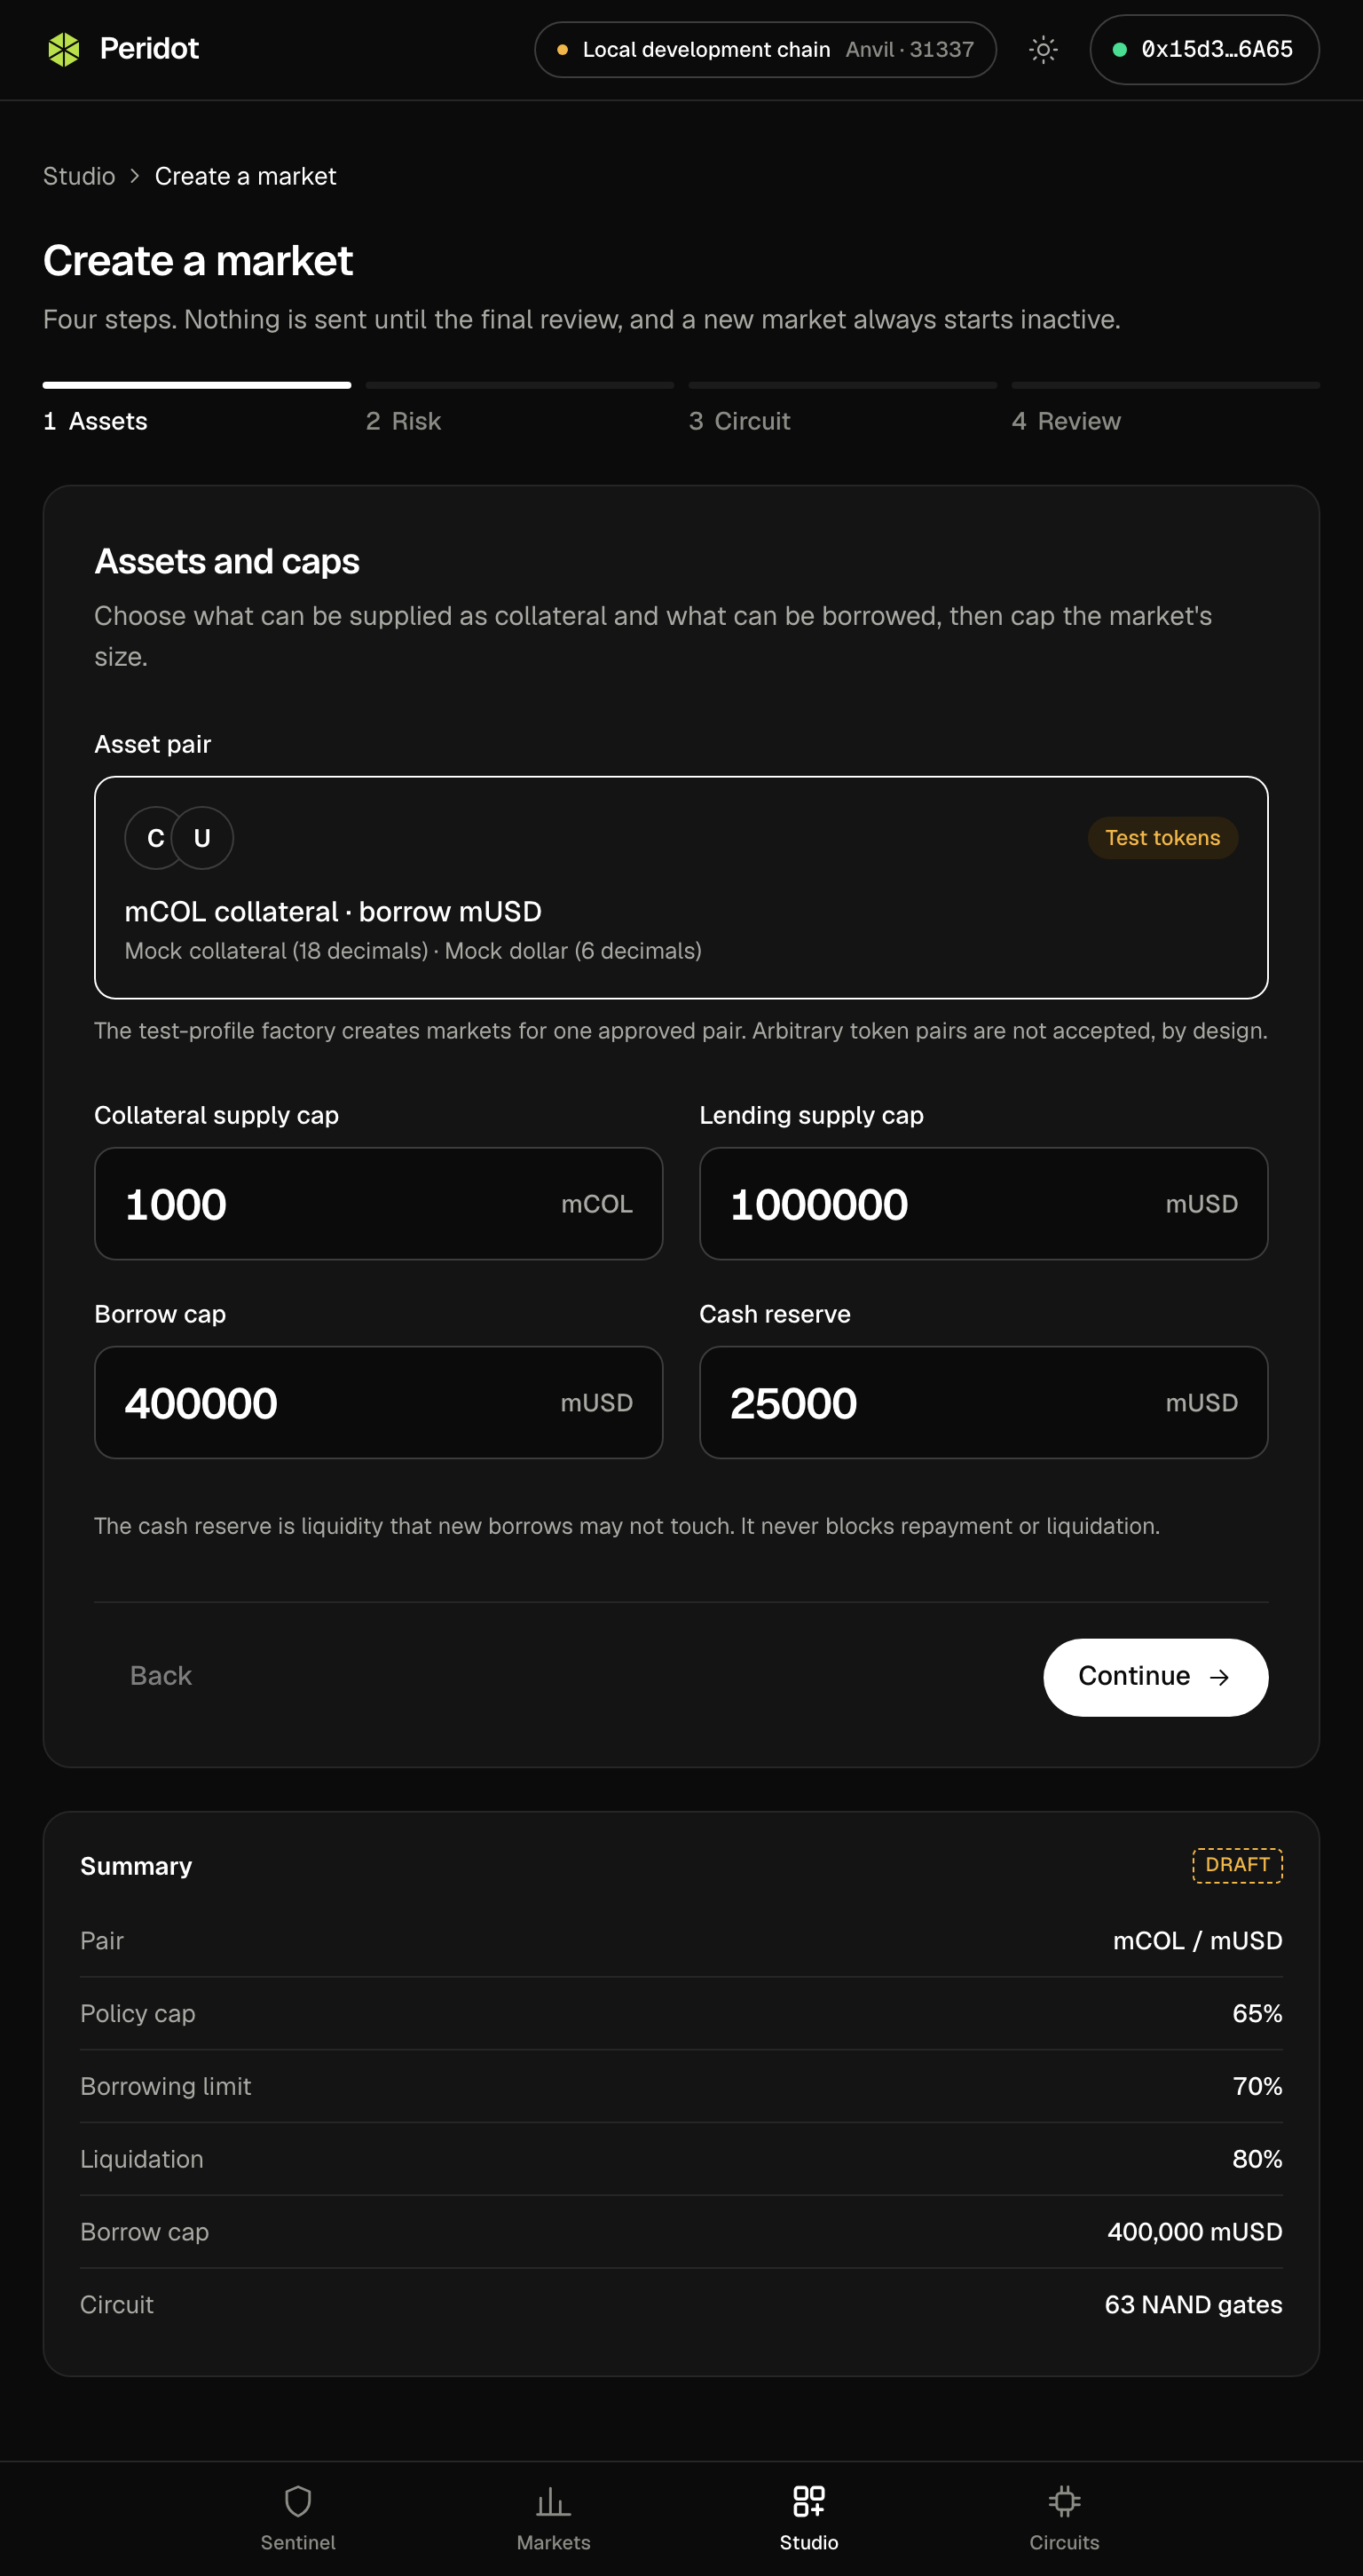 Peridot
Local development chain Anvil · 31337
0x15d3…6A65
Studio > Create a market
Create a market
Four steps. Nothing is sent until the final review, and a new market always starts inactive.
1 Assets
2 Risk
3 Circuit
4 Review
Assets and caps
Choose what can be supplied as collateral and what can be borrowed, then cap the market's
size.
Asset pair
C U
Test tokens
mCOL collateral · borrow mUSD
Mock collateral (18 decimals) · Mock dollar (6 decimals)
The test-profile factory creates markets for one approved pair. Arbitrary token pairs are not accepted, by design.
Collateral supply cap
1000 mCOL
Lending supply cap
1000000 mUSD
Borrow cap
400000 mUSD
Cash reserve
25000 mUSD
The cash reserve is liquidity that new borrows may not touch. It never blocks repayment or liquidation.
Back
Continue →
Summary
DRAFT
Pair mCOL / mUSD
Policy cap 65%
Borrowing limit 70%
Liquidation 80%
Borrow cap 400,000 mUSD
Circuit 63 NAND gates
Sentinel
Markets
Studio
Circuits